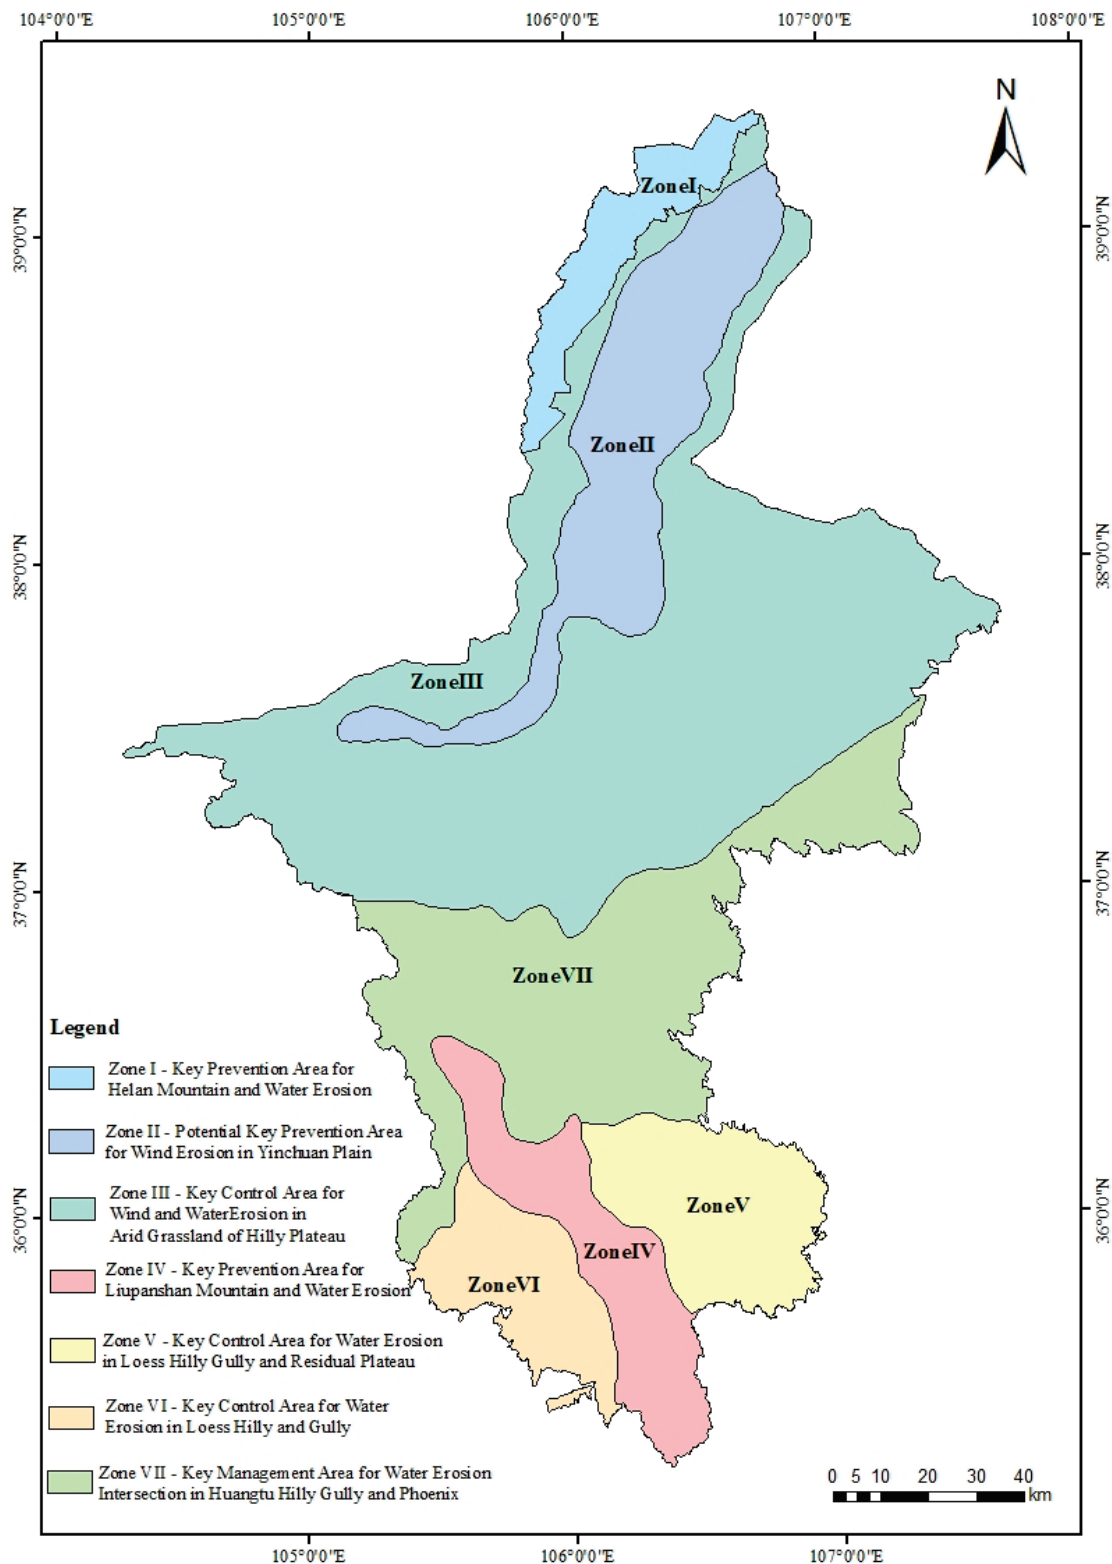 104°0'0"E 105°0'0"E 106°0'0"E 107°0'0"E 108°0'0"E
N
39°0'0"N
39°0'0"N
38°0'0"N
38°0'0"N
37°0'0"N
37°0'0"N
36°0'0"N
36°0'0"N
ZoneI
ZoneII
ZoneIII
ZoneVII
ZoneV
ZoneIV
ZoneVI
Legend
Zone I - Key Prevention Area for
Helan Mountain and Water Erosion
Zone II - Potential Key Prevention Area
for Wind Erosion in Yinchuan Plain
Zone III - Key Control Area for
Wind and WaterErosion in
Arid Grassland of Hilly Plateau
Zone IV - Key Prevention Area for
Liupanshan Mountain and Water Erosion
Zone V - Key Control Area for Water Erosion
in Loess Hilly Gully and Residual Plateau
Zone VI - Key Control Area for Water
Erosion in Loess Hilly and Gully
Zone VII - Key Management Area for Water Erosion
Intersection in Huangtu Hilly Gully and Phoenix
0 5 10 20 30 40
km
105°0'0"E 106°0'0"E 107°0'0"E